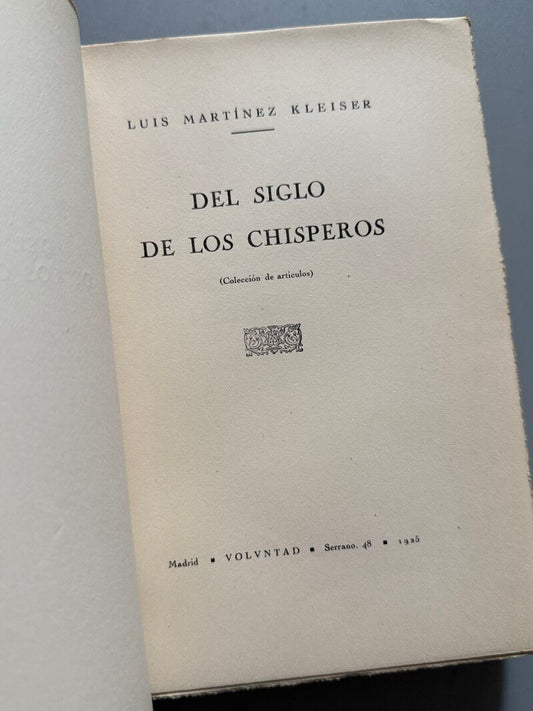 LUIS MARTÍNEZ KLEISER
DEL SIGLO
DE LOS CHISPEROS
(Colección de artículos)
Madrid ▪ VOLVNTAD ▪ Serrano, 48 ▪ 1925